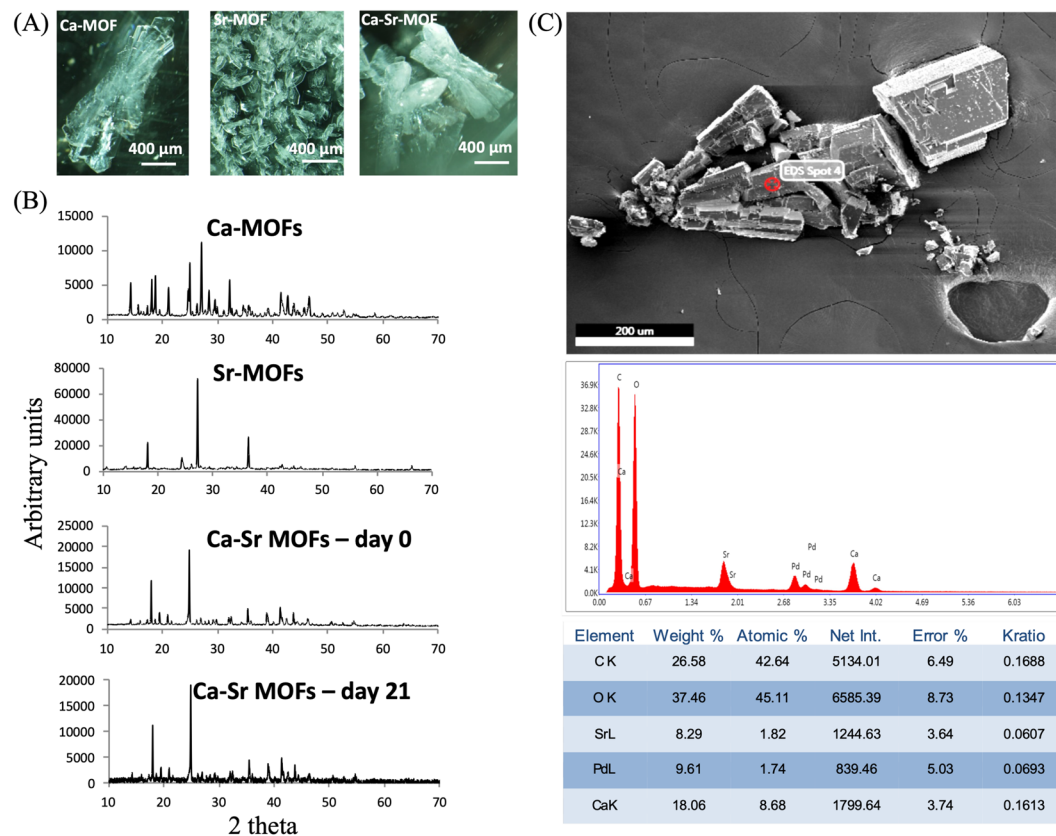 (A)
Ca-MOF
400 µm
Sr-MOF
400 µm
Ca-Sr-MOF
400 µm
(B)
Arbitrary units
Ca-MOFs
15000
10000
5000
0
10 20 30 40 50 60 70
Sr-MOFs
80000
60000
40000
20000
0
10 20 30 40 50 60 70
Ca-Sr MOFs – day 0
25000
20000
15000
10000
5000
0
10 20 30 40 50 60 70
Ca-Sr MOFs – day 21
20000
15000
10000
5000
0
10 20 30 40 50 60 70
2 theta
(C)
EDS Spot 4
200 um
36.9K
32.8K
28.7K
24.6K
20.5K
16.4K
12.3K
8.2K
4.1K
0.0K
C
O
Ca
Ca
Sr
Sr
Pd
Pd
Pd
Pd
Ca
Ca
0.00 0.67 1.34 2.01 2.68 3.35 4.02 4.69 5.36 6.03
Element Weight % Atomic % Net Int. Error % Kratio
C K 26.58 42.64 5134.01 6.49 0.1688
O K 37.46 45.11 6585.39 8.73 0.1347
SrL 8.29 1.82 1244.63 3.64 0.0607
PdL 9.61 1.74 839.46 5.03 0.0693
CaK 18.06 8.68 1799.64 3.74 0.1613